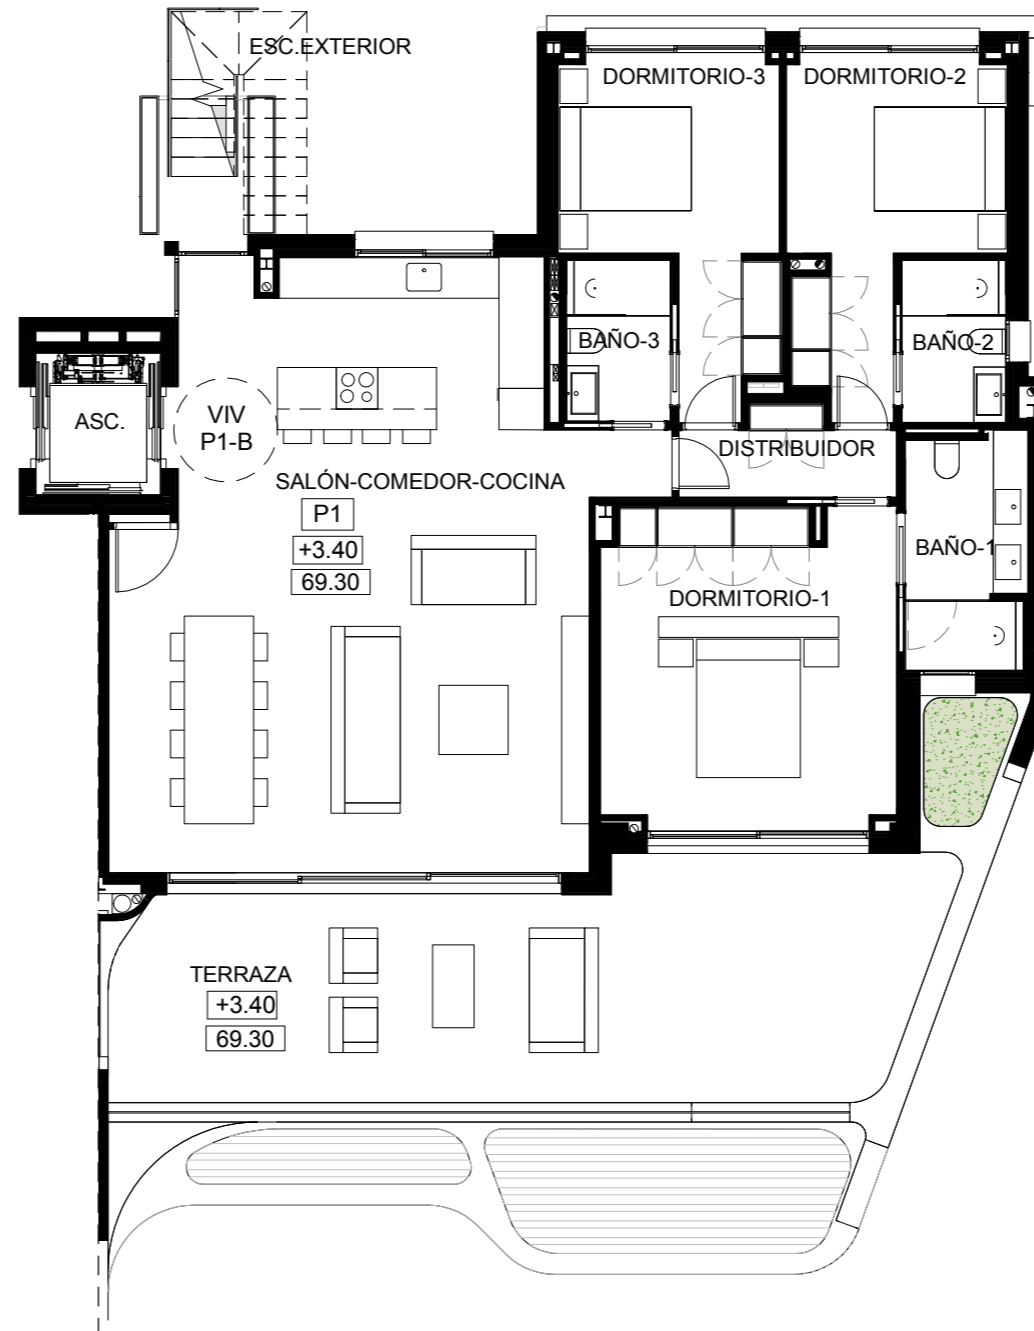 ESC.EXTERIOR
DORMITORIO-3
DORMITORIO-2
BAÑO-3
BAÑO-2
ASC.
VIV
P1-B
DISTRIBUIDOR
SALÓN-COMEDOR-COCINA
P1
+3.40
69.30
BAÑO-1
DORMITORIO-1
TERRAZA
+3.40
69.30